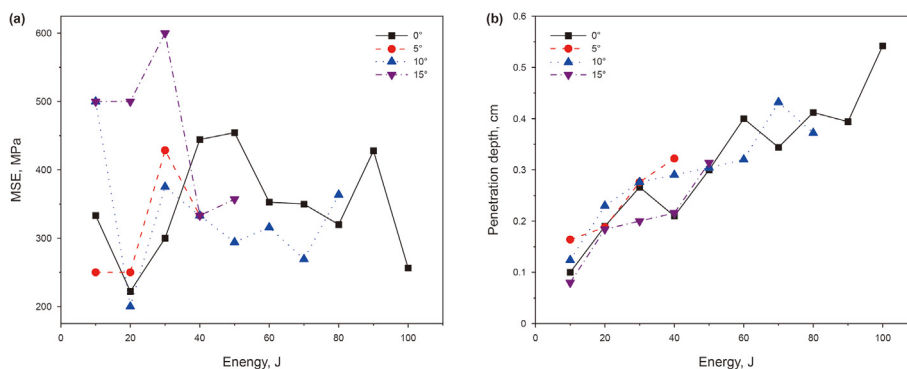 (a)
600
500
400
300
200
MSE, MPa
0°
5°
10°
15°
0 20 40 60 80 100
Enengy, J
(b)
0.6
0.5
0.4
0.3
0.2
0.1
0
Penetration depth, cm
0°
5°
10°
15°
0 20 40 60 80 100
Energy, J